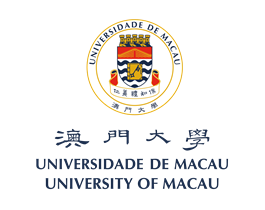 UNIVERSIDADE DE MACAU
仁義禮知信
澳門大學
澳門大學
UNIVERSIDADE DE MACAU
UNIVERSITY OF MACAU